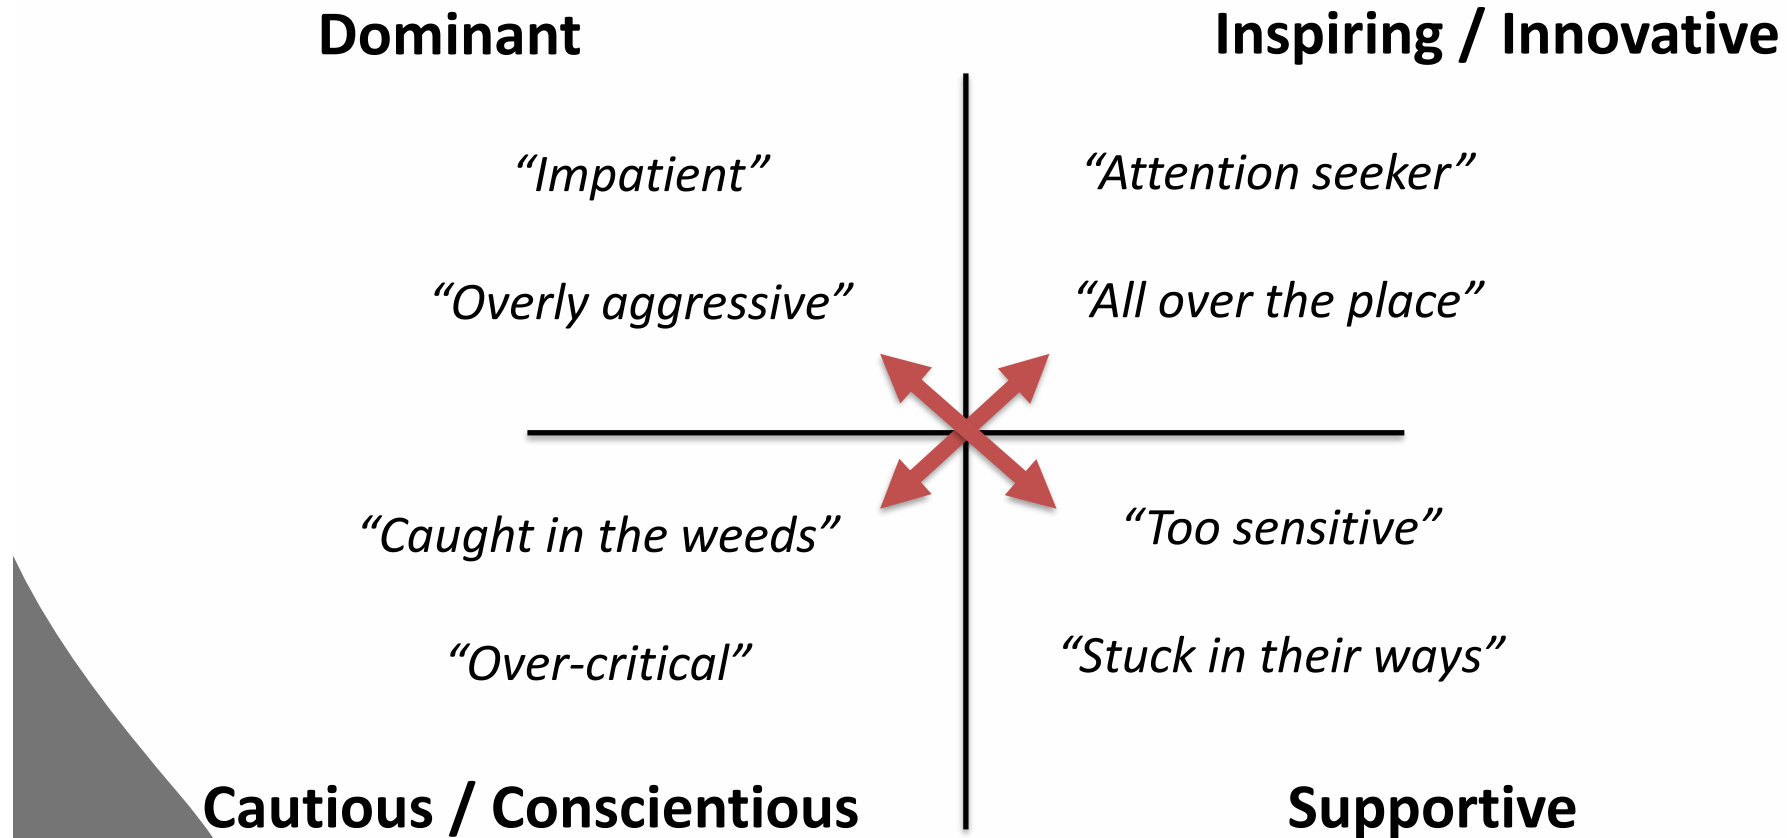 Dominant
Inspiring / Innovative
“Impatient”
“Attention seeker”
“Overly aggressive”
“All over the place”
“Caught in the weeds”
“Too sensitive”
“Over-critical”
“Stuck in their ways”
Cautious / Conscientious
Supportive